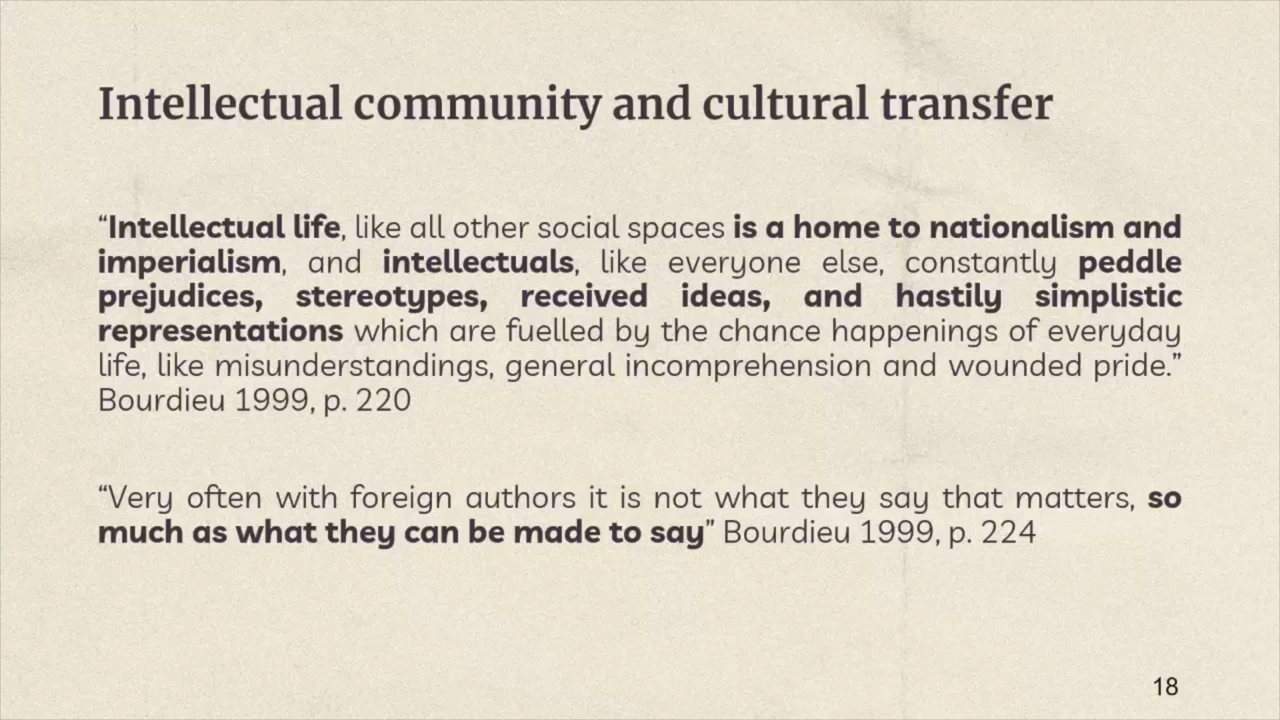 Intellectual community and cultural transfer
“Intellectual life, like all other social spaces is a home to nationalism and
imperialism, and intellectuals, like everyone else, constantly peddle
prejudices, stereotypes, received ideas, and hastily simplistic
representations which are fuelled by the chance happenings of everyday
life, like misunderstandings, general incomprehension and wounded pride.”
Bourdieu 1999, p. 220
“Very often with foreign authors it is not what they say that matters, so
much as what they can be made to say” Bourdieu 1999, p. 224
18